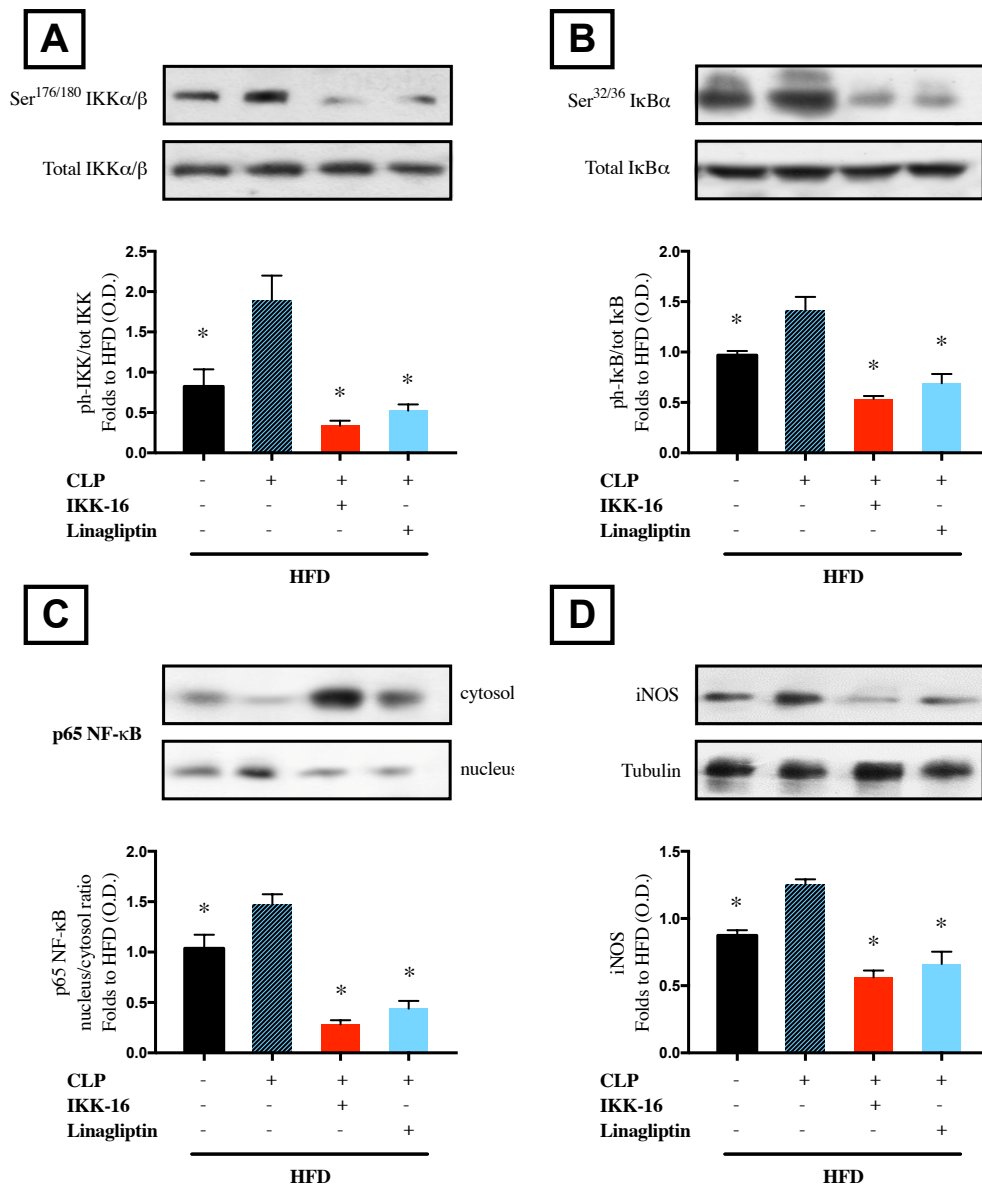 A
Ser176/180 IKKα/β
Total IKKα/β
ph-IKK/tot IKK
Folds to HFD (O.D.)
2.5
2.0
1.5
1.0
0.5
0.0
*
*
*
CLP - + + +
IKK-16 - - + -
Linagliptin - - - +
HFD
B
Ser32/36 IκBα
Total IκBα
ph-IκB/tot IκB
Folds to HFD (O.D.)
2.0
1.5
1.0
0.5
0.0
*
*
*
CLP - + + +
IKK-16 - - + -
Linagliptin - - - +
HFD
C
p65 NF-κB
cytosol
nucleus
p65 NF-κB
nucleus/cytosol ratio
Folds to HFD (O.D.)
2.0
1.5
1.0
0.5
0.0
*
*
*
CLP - + + +
IKK-16 - - + -
Linagliptin - - - +
HFD
D
iNOS
Tubulin
iNOS
Folds to HFD (O.D.)
1.5
1.0
0.5
0.0
*
*
*
CLP - + + +
IKK-16 - - + -
Linagliptin - - - +
HFD